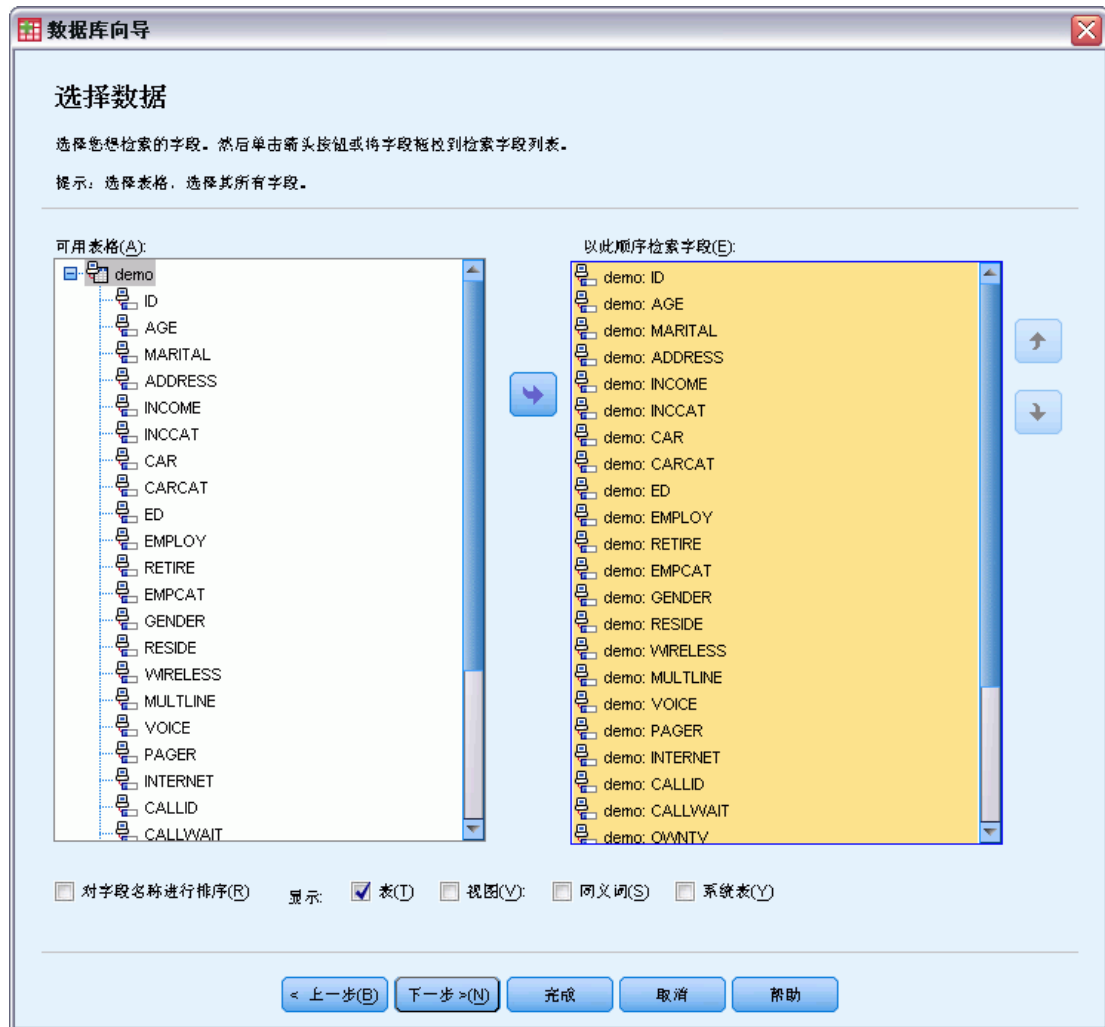 数据库向导
选择数据
选择您想检索的字段。然后单击箭头按钮或将字段拖拉到检索字段列表。
提示：选择表格，选择其所有字段。
可用表格(A):
demo
ID
AGE
MARITAL
ADDRESS
INCOME
INCCAT
CAR
CARCAT
ED
EMPLOY
RETIRE
EMPCAT
GENDER
RESIDE
WIRELESS
MULTLINE
VOICE
PAGER
INTERNET
CALLID
CALLWAIT
以此顺序检索字段(E):
demo: ID
demo: AGE
demo: MARITAL
demo: ADDRESS
demo: INCOME
demo: INCCAT
demo: CAR
demo: CARCAT
demo: ED
demo: EMPLOY
demo: RETIRE
demo: EMPCAT
demo: GENDER
demo: RESIDE
demo: WIRELESS
demo: MULTLINE
demo: VOICE
demo: PAGER
demo: INTERNET
demo: CALLID
demo: CALLWAIT
demo: OWNTV
对字段名称进行排序(R) 显示: 表(T) 视图(V): 同义词(S) 系统表(Y)
< 上一步(B) 下一步 >(N) 完成 取消 帮助